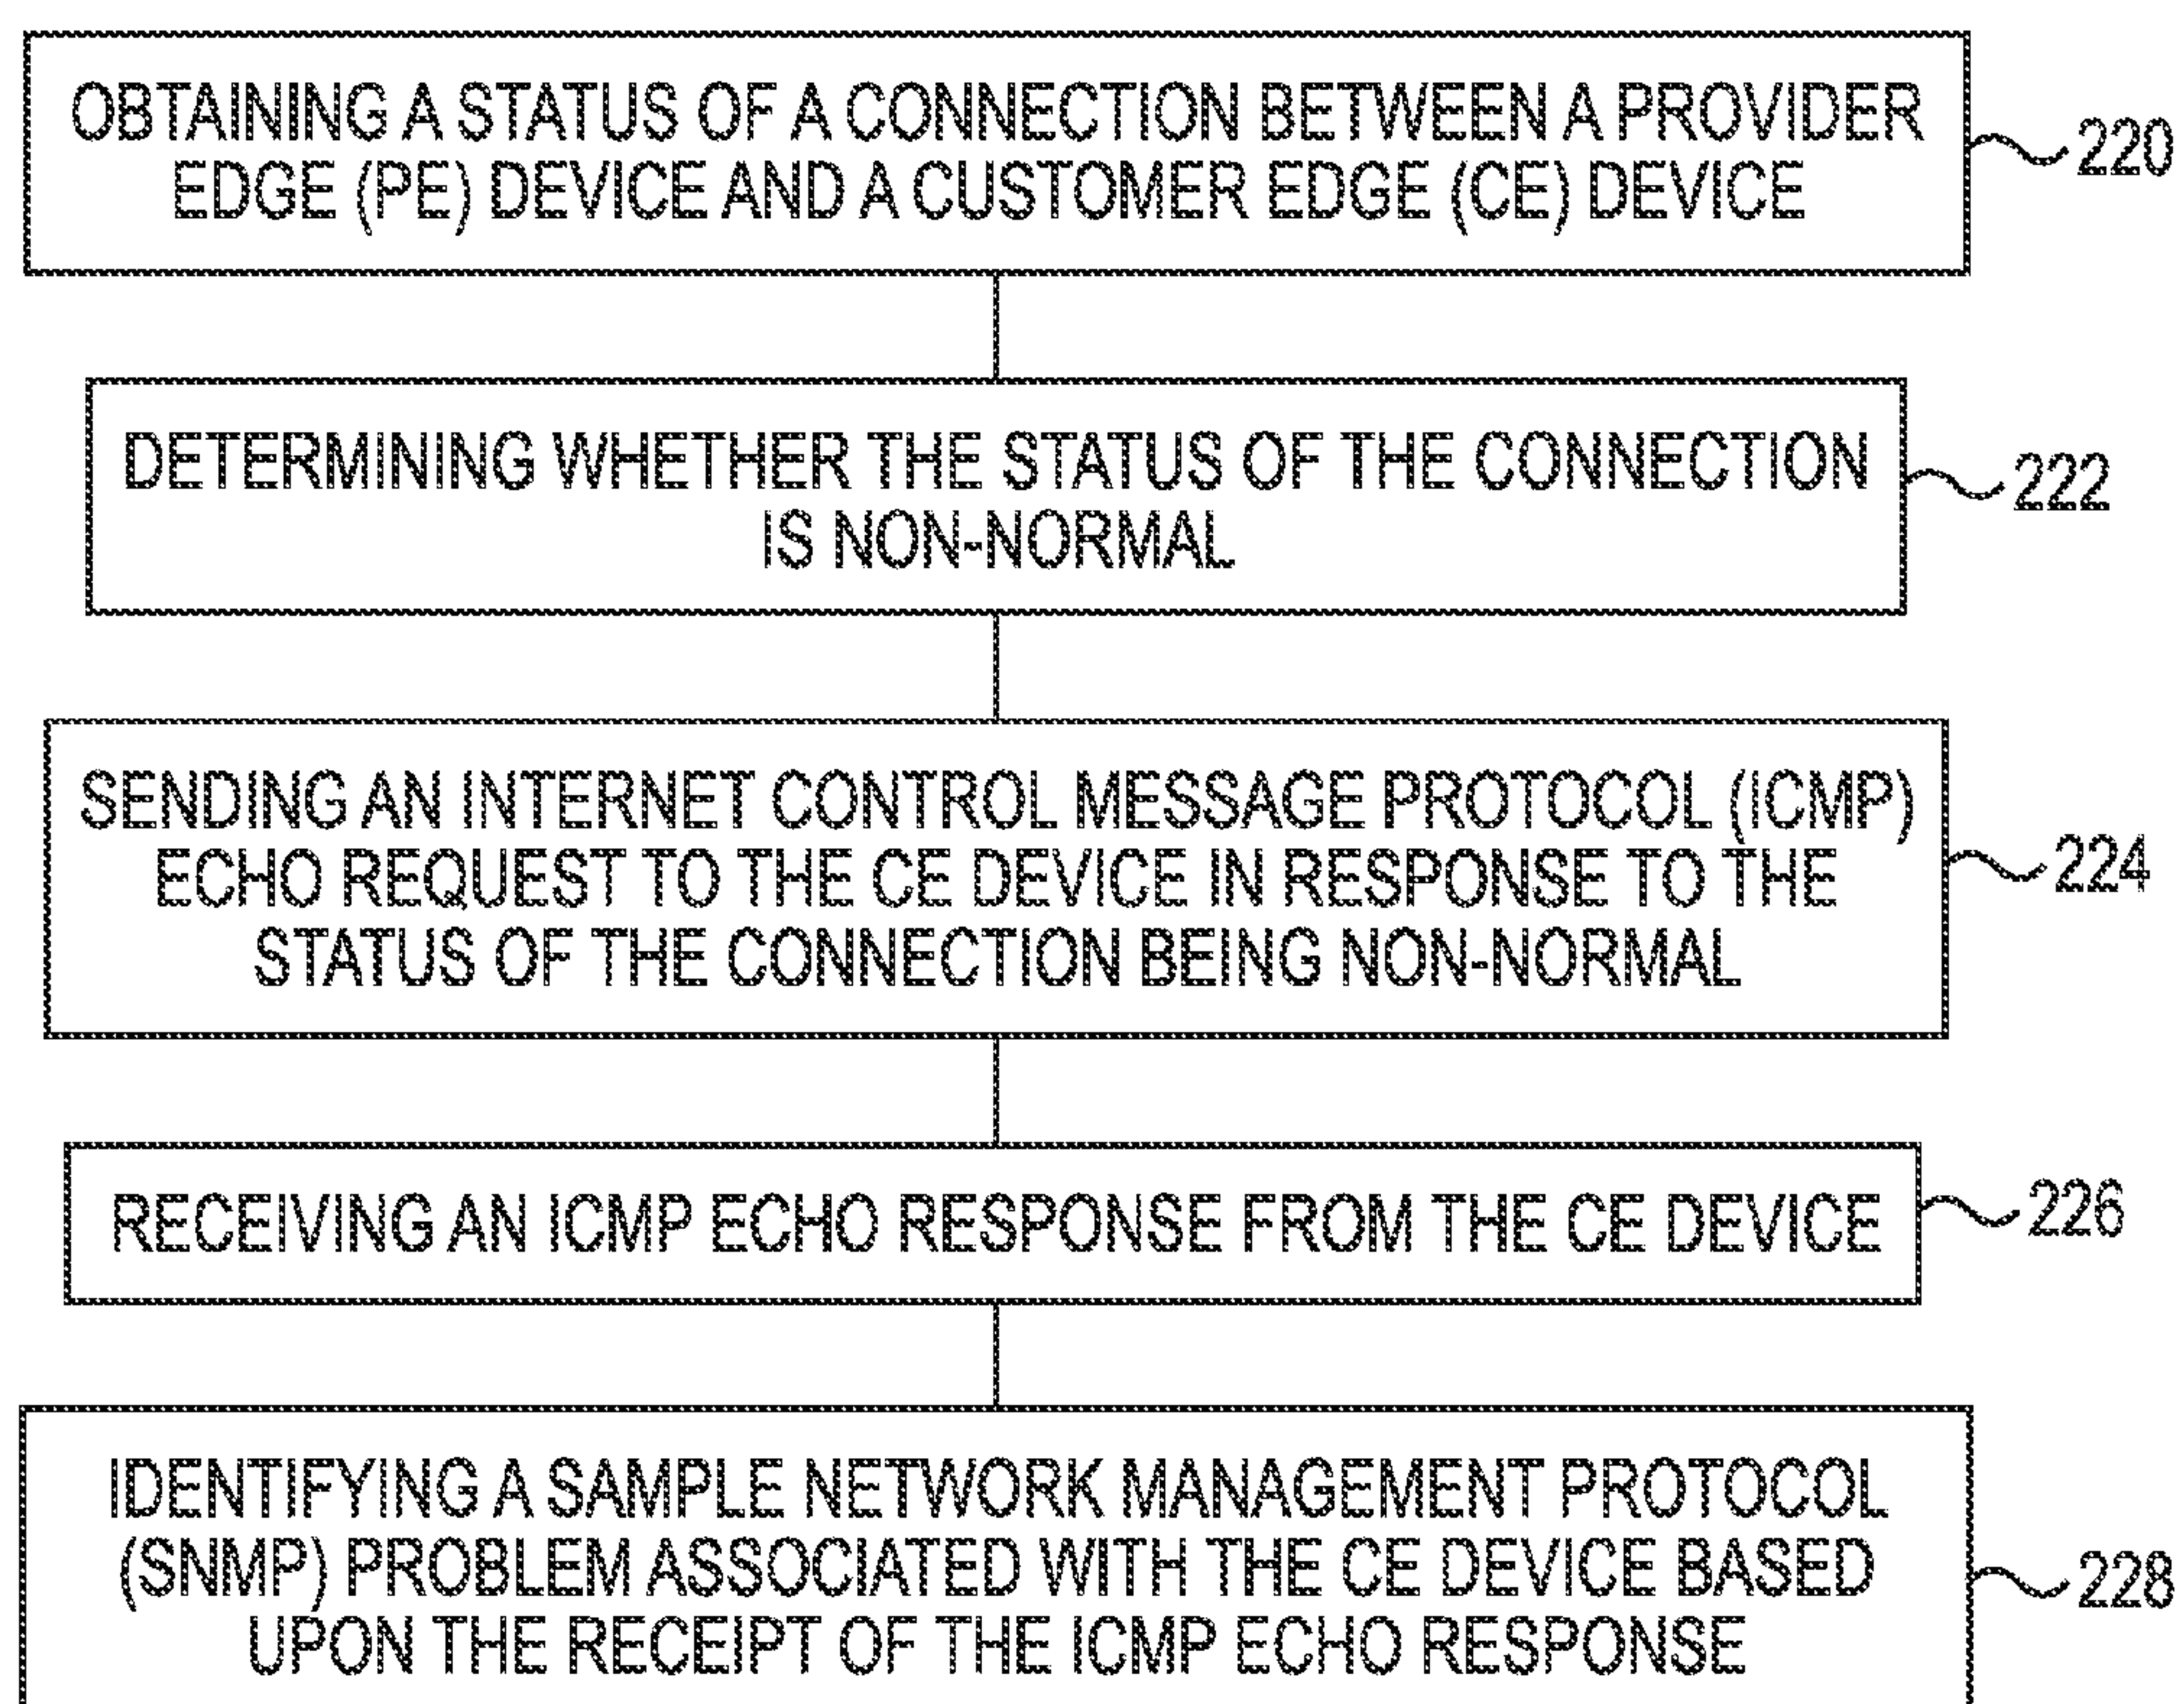 OBTAINING A STATUS OF A CONNECTION BETWEEN A PROVIDER
EDGE (PE) DEVICE AND A CUSTOMER EDGE (CE) DEVICE
220
DETERMINING WHETHER THE STATUS OF THE CONNECTION
IS NON-NORMAL
222
SENDING AN INTERNET CONTROL MESSAGE PROTOCOL (ICMP)
ECHO REQUEST TO THE CE DEVICE IN RESPONSE TO THE
STATUS OF THE CONNECTION BEING NON-NORMAL
224
RECEIVING AN ICMP ECHO RESPONSE FROM THE CE DEVICE
226
IDENTIFYING A SAMPLE NETWORK MANAGEMENT PROTOCOL
(SNMP) PROBLEM ASSOCIATED WITH THE CE DEVICE BASED
UPON THE RECEIPT OF THE ICMP ECHO RESPONSE
228